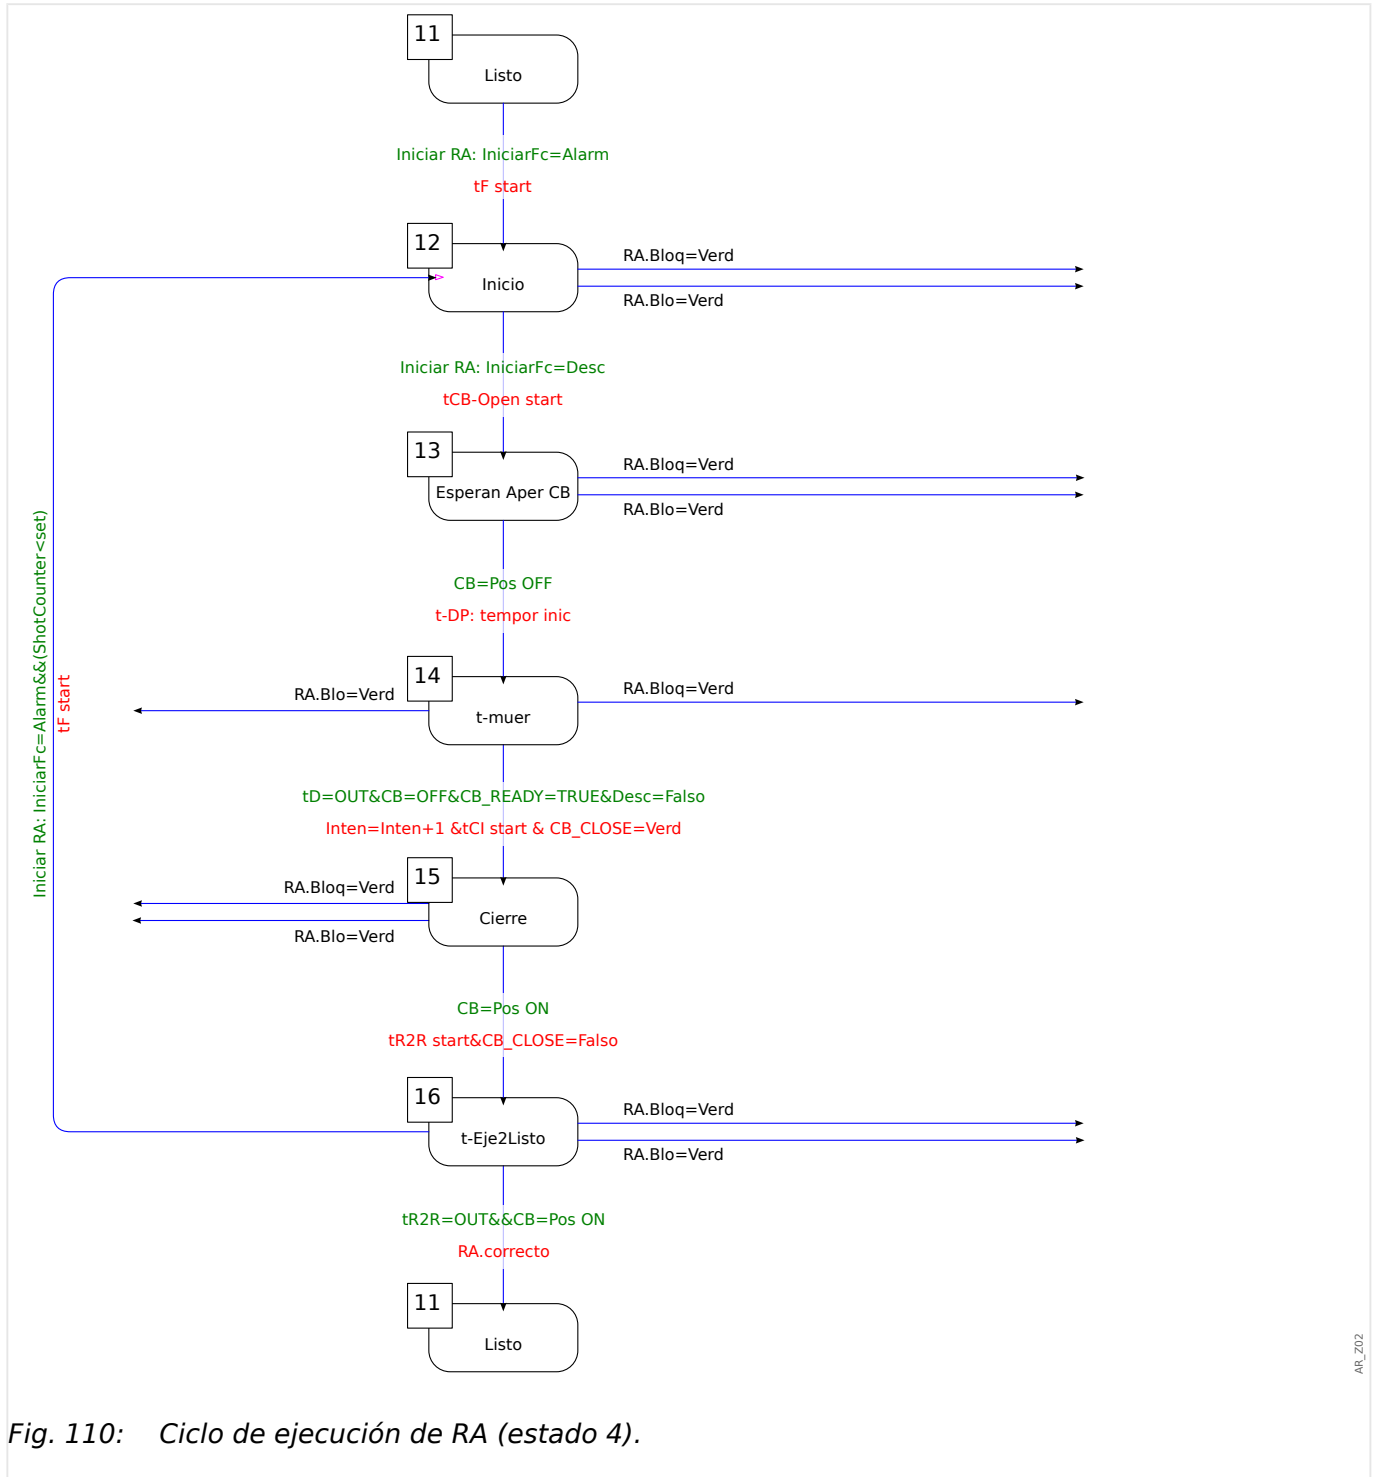 11
Listo
Iniciar RA: IniciarFc=Alarm
tF start
12
Inicio
RA.Bloq=Verd
RA.Blo=Verd
Iniciar RA: IniciarFc=Desc
tCB-Open start
13
Esperan Aper CB
RA.Bloq=Verd
RA.Blo=Verd
Iniciar RA: IniciarFc=Alarm&&(ShotCounter<set)
tF start
CB=Pos OFF
t-DP: tempor inic
14
t-muer
RA.Blo=Verd
RA.Bloq=Verd
tD=OUT&CB=OFF&CB_READY=TRUE&Desc=Falso
Inten=Inten+1 &tCI start & CB_CLOSE=Verd
15
Cierre
RA.Bloq=Verd
RA.Blo=Verd
CB=Pos ON
tR2R start&CB_CLOSE=Falso
16
t-Eje2Listo
RA.Bloq=Verd
RA.Blo=Verd
tR2R=OUT&&CB=Pos ON
RA.correcto
11
Listo
AR_Z02
Fig. 110: Ciclo de ejecución de RA (estado 4).